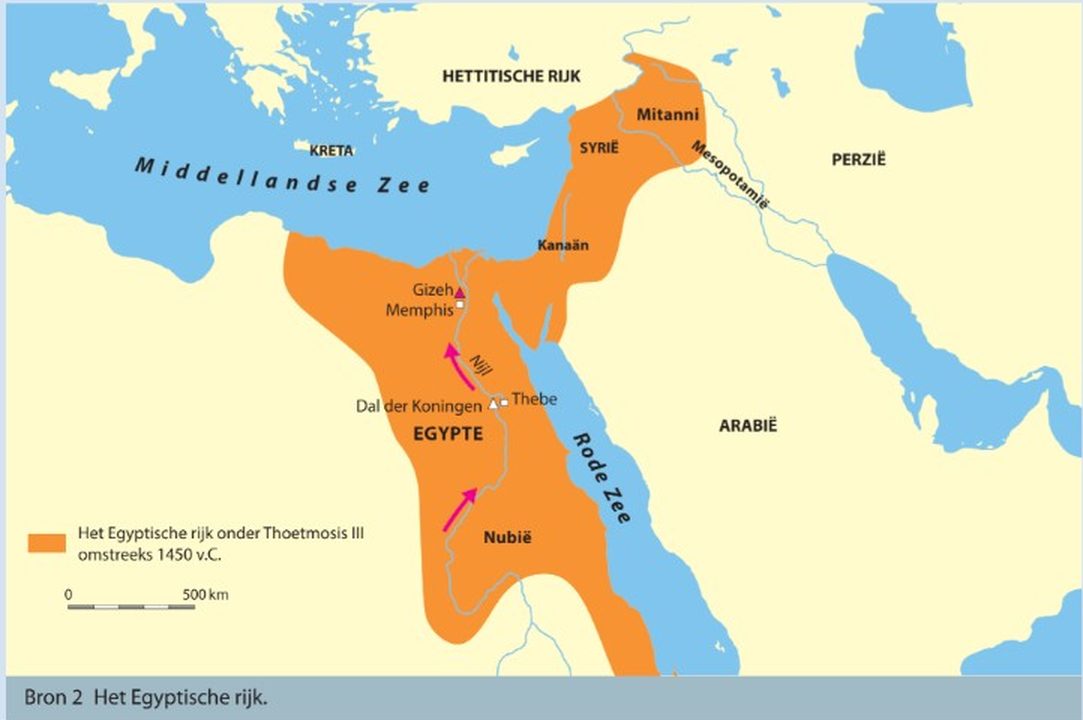 HETTITISCHE RIJK
Mitanni
SYRIË
KRETA
Mesopotamië
PERZIË
Middellandse Zee
Kanaän
Gizeh
Memphis
Nijl
Dal der Koningen
Thebe
EGYPTE
ARABIË
Rode Zee
Nubië
Het Egyptische rijk onder Thoetmosis III
omstreeks 1450 v.C.
0 500 km
Bron 2 Het Egyptische rijk.